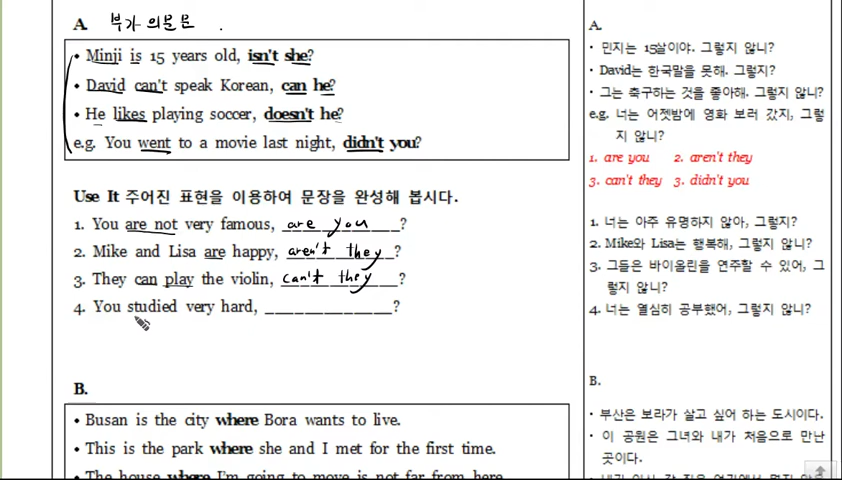 A. 부가 의문문 .
• Minji is 15 years old, isn't she?
• David can't speak Korean, can he?
• He likes playing soccer, doesn't he?
e.g. You went to a movie last night, didn't you?
Use It 주어진 표현을 이용하여 문장을 완성해 봅시다.
1. You are not very famous, are you?
2. Mike and Lisa are happy, aren't they?
3. They can play the violin, can't they?
4. You studied very hard, _______________?
B.
• Busan is the city where Bora wants to live.
• This is the park where she and I met for the first time.
• The house where I'm going to move is not far from here.
A.
• 민지는 15살이야. 그렇지 않니?
• David는 한국말을 못해. 그렇지?
• 그는 축구하는 것을 좋아해. 그렇지 않니?
e.g. 너는 어젯밤에 영화 보러 갔지, 그렇
지 않니?
1. are you 2. aren't they
3. can't they 3. didn't you
1. 너는 아주 유명하지 않아, 그렇지?
2. Mike와 Lisa는 행복해, 그렇지 않니?
3. 그들은 바이올린을 연주할 수 있어, 그
렇지 않니?
4. 너는 열심히 공부했어, 그렇지 않니?
B.
• 부산은 보라가 살고 싶어 하는 도시이다.
• 이 공원은 그녀와 내가 처음으로 만난
곳이다.